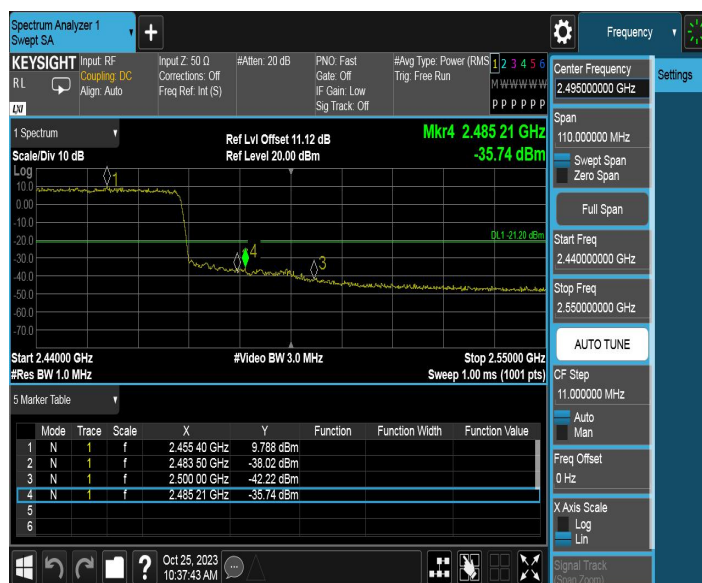 Spectrum Analyzer 1
Swept SA
+
Frequency
KEYSIGHT
RL
LXI
Input: RF
Coupling: DC
Align: Auto
Input Z: 50 Ω
Corrections: Off
Freq Ref: Int (S)
#Atten: 20 dB
PNO: Fast
Gate: Off
IF Gain: Low
Sig Track: Off
#Avg Type: Power (RMS
Trig: Free Run
1 2 3 4 5 6
M W W W W W
P P P P P P
Center Frequency
2.495000000 GHz
Settings
Span
110.000000 MHz
Swept Span
Zero Span
Full Span
Start Freq
2.440000000 GHz
Stop Freq
2.550000000 GHz
AUTO TUNE
CF Step
11.000000 MHz
Auto
Man
Freq Offset
0 Hz
X Axis Scale
Log
Lin
Signal Track
(Span Zoom)
1 Spectrum
Scale/Div 10 dB
Log
Ref Lvl Offset 11.12 dB
Ref Level 20.00 dBm
Mkr4 2.485 21 GHz
-35.74 dBm
10.0
0.00
-10.0
-20.0
-30.0
-40.0
-50.0
-60.0
-70.0
1
4
3
DL1 -21.20 dBm
Start 2.44000 GHz
#Res BW 1.0 MHz
#Video BW 3.0 MHz
Stop 2.55000 GHz
Sweep 1.00 ms (1001 pts)
5 Marker Table
Mode Trace Scale X Y Function Function Width Function Value
1 N 1 f 2.455 40 GHz 9.788 dBm
2 N 1 f 2.483 50 GHz -38.02 dBm
3 N 1 f 2.500 00 GHz -42.22 dBm
4 N 1 f 2.485 21 GHz -35.74 dBm
5
6
?
Oct 25, 2023
10:37:43 AM